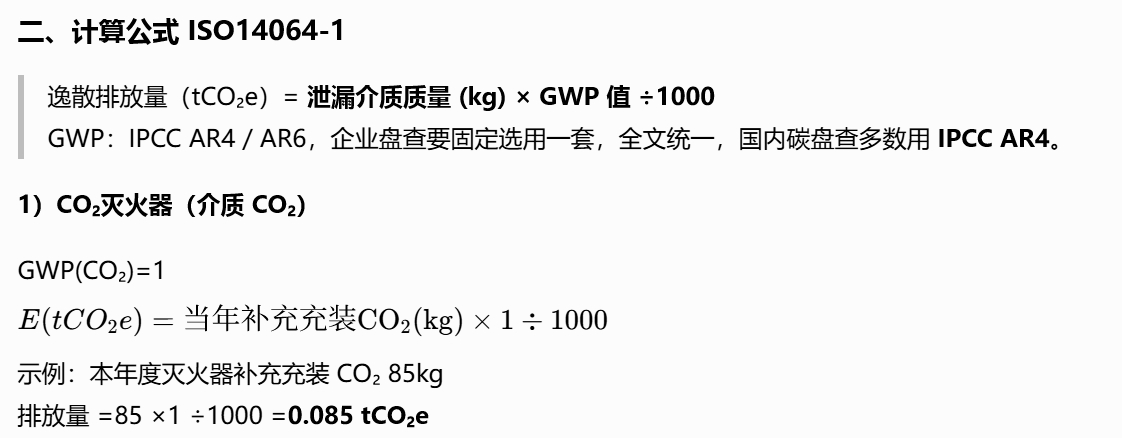 二、计算公式 ISO14064-1
逸散排放量（tCO₂e）= 泄漏介质质量 (kg) × GWP 值 ÷1000
GWP：IPCC AR4 / AR6，企业盘查要固定选用一套，全文统一，国内碳盘查多数用 IPCC AR4。
1）CO₂灭火器（介质 CO₂）
GWP(CO₂)=1
E(tCO₂e) = 当年补充充装CO₂(kg) × 1 ÷ 1000
示例：本年度灭火器补充充装 CO₂ 85kg
排放量 =85 ×1 ÷1000 =0.085 tCO₂e